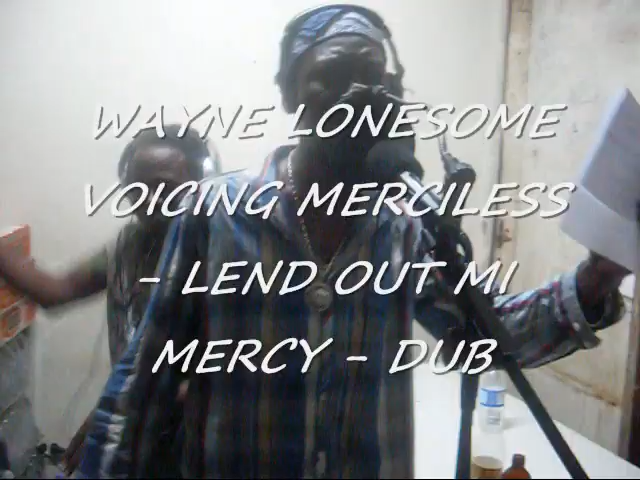 WAYNE LONESOME
VOICING MERCILESS
- LEND OUT MI
MERCY - DUB